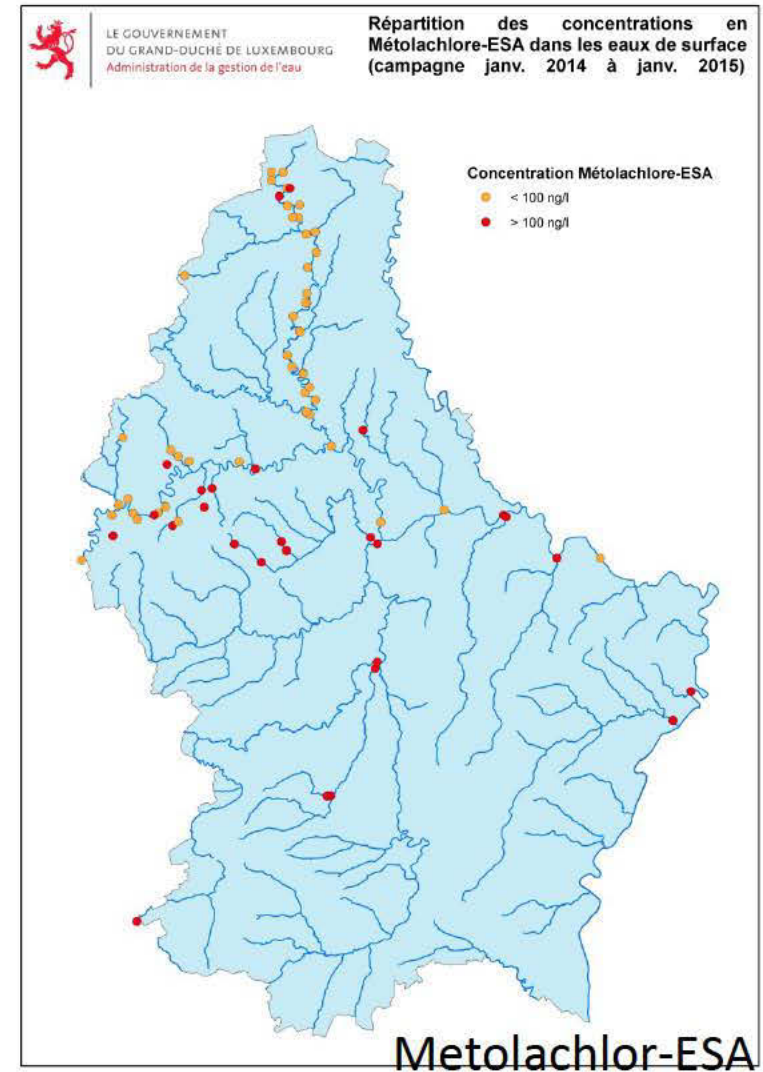 LE GOUVERNEMENT
DU GRAND-DUCHÉ DE LUXEMBOURG
Administration de la gestion de l'eau
Répartition des concentrations en
Métolachlore-ESA dans les eaux de surface
(campagne janv. 2014 à janv. 2015)
Concentration Métolachlore-ESA
< 100 ng/l
> 100 ng/l
Metolachlor-ESA